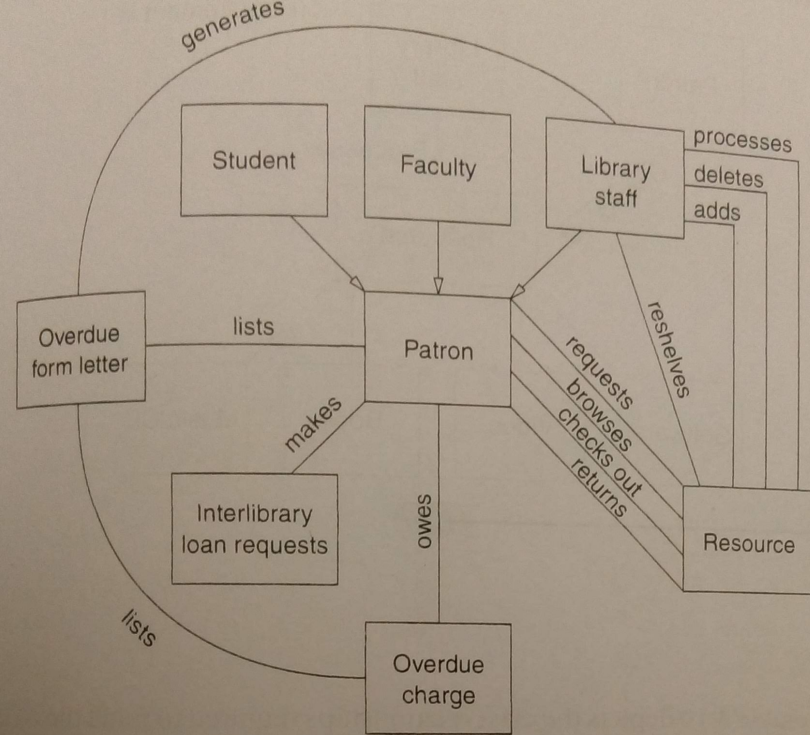 generates
Student
Faculty
Library
staff
processes
deletes
adds
Overdue
form letter
lists
Patron
reshelves
requests
browses
checks out
returns
makes
Interlibrary
loan requests
owes
Resource
lists
Overdue
charge